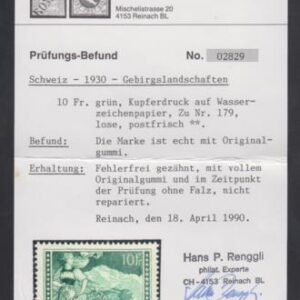 Mischelistrasse 20
4153 Reinach BL
Prüfungs-Befund No. 02829
Schweiz - 1930 - Gebirgslandschaften
10 Fr. grün, Kupferdruck auf Wasser-
zeichenpapier, Zu Nr. 179,
lose, postfrisch **.
Befund: Die Marke ist echt mit Original-
gummi.
Erhaltung: Fehlerfrei gezähnt, mit vollem
Originalgummi und im Zeitpunkt
der Prüfung ohne Falz, nicht
repariert.
Reinach, den 18. April 1990.
10Fr
Hans P. Renggli
philat. Experte
CH-4153 Reinach BL